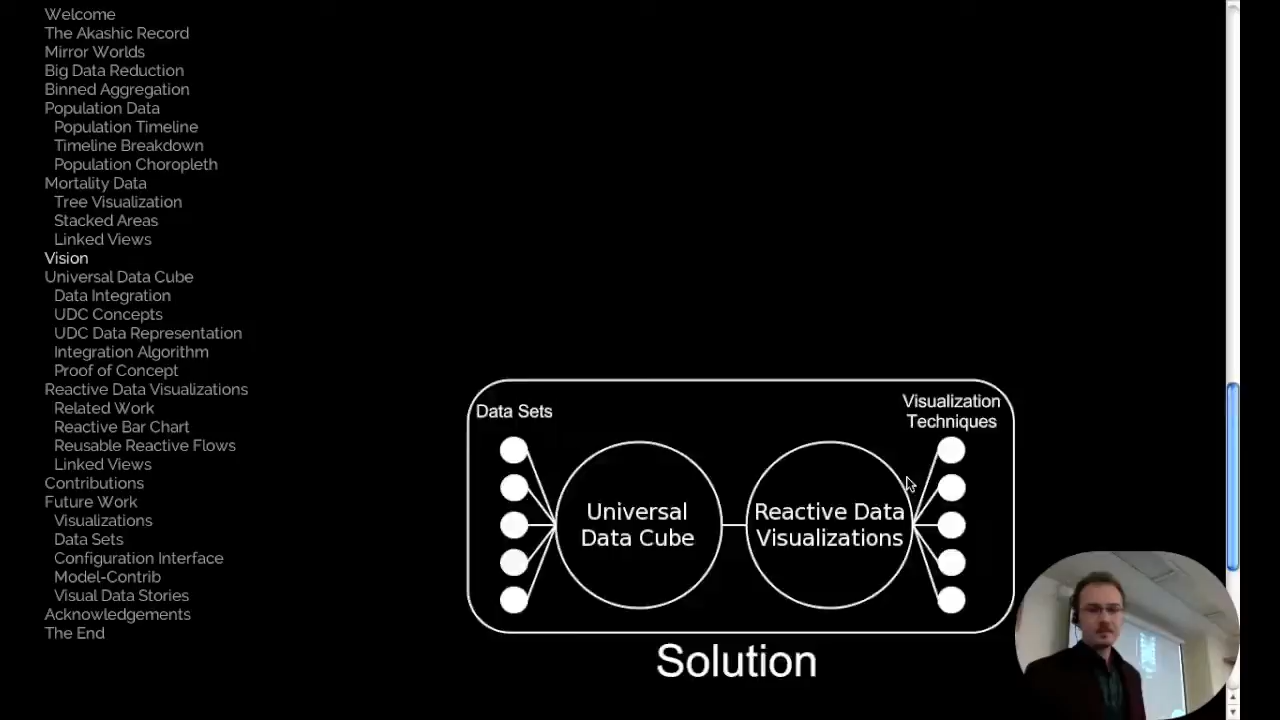 Welcome
The Akashic Record
Mirror Worlds
Big Data Reduction
Binned Aggregation
Population Data
Population Timeline
Timeline Breakdown
Population Choropleth
Mortality Data
Tree Visualization
Stacked Areas
Linked Views
Vision
Universal Data Cube
Data Integration
UDC Concepts
UDC Data Representation
Integration Algorithm
Proof of Concept
Reactive Data Visualizations
Related Work
Reactive Bar Chart
Reusable Reactive Flows
Linked Views
Contributions
Future Work
Visualizations
Data Sets
Configuration Interface
Model-Contrib
Visual Data Stories
Acknowledgements
The End
Data Sets
Universal
Data Cube
Reactive Data
Visualizations
Visualization
Techniques
Solution